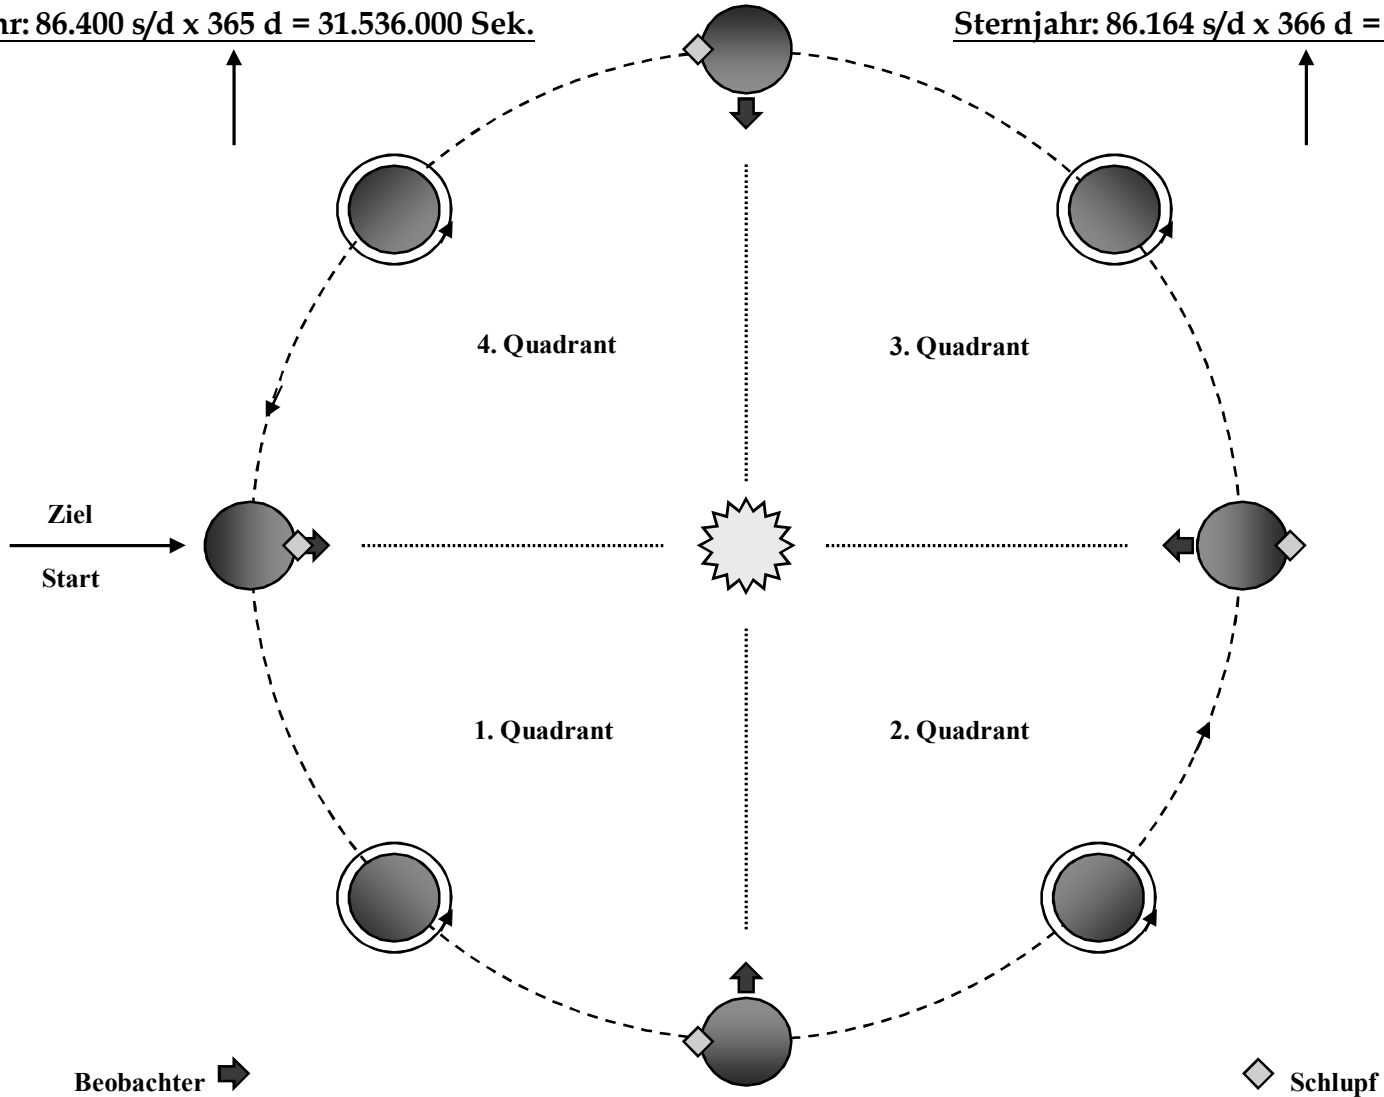 hr: 86.400 s/d x 365 d = 31.536.000 Sek.
Sternjahr: 86.164 s/d x 366 d =
4. Quadrant
3. Quadrant
Ziel
Start
1. Quadrant
2. Quadrant
Beobachter
Schlupf